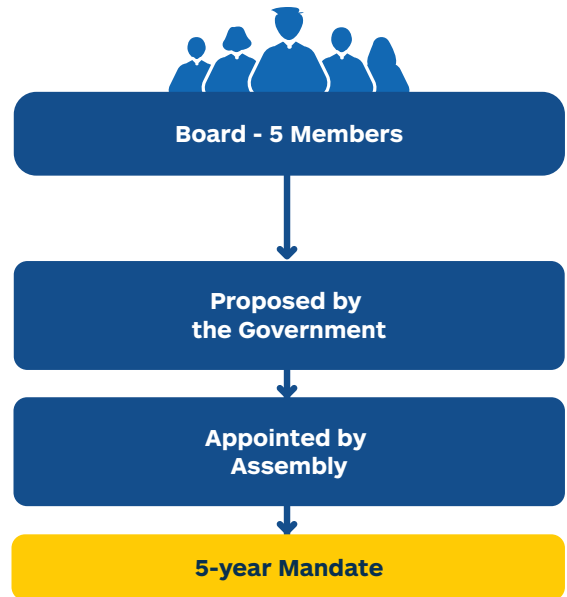 Board - 5 Members
Proposed by
the Government
Appointed by
Assembly
5-year Mandate